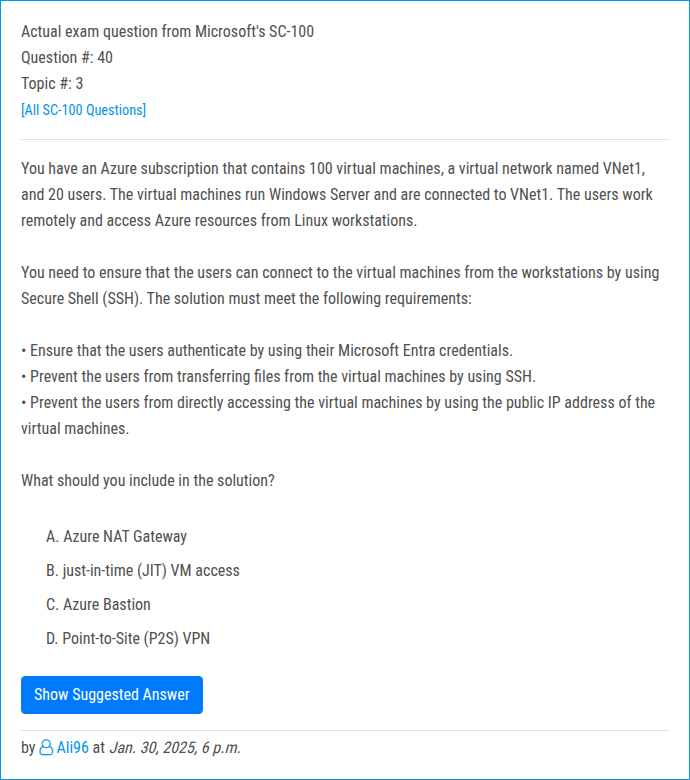 Actual exam question from Microsoft's SC-100
Question #: 40
Topic #: 3
[All SC-100 Questions]
You have an Azure subscription that contains 100 virtual machines, a virtual network named VNet1,
and 20 users. The virtual machines run Windows Server and are connected to VNet1. The users work
remotely and access Azure resources from Linux workstations.
You need to ensure that the users can connect to the virtual machines from the workstations by using
Secure Shell (SSH). The solution must meet the following requirements:
• Ensure that the users authenticate by using their Microsoft Entra credentials.
• Prevent the users from transferring files from the virtual machines by using SSH.
• Prevent the users from directly accessing the virtual machines by using the public IP address of the
virtual machines.
What should you include in the solution?
A. Azure NAT Gateway
B. just-in-time (JIT) VM access
C. Azure Bastion
D. Point-to-Site (P2S) VPN
Show Suggested Answer
by Ali96 at Jan. 30, 2025, 6 p.m.